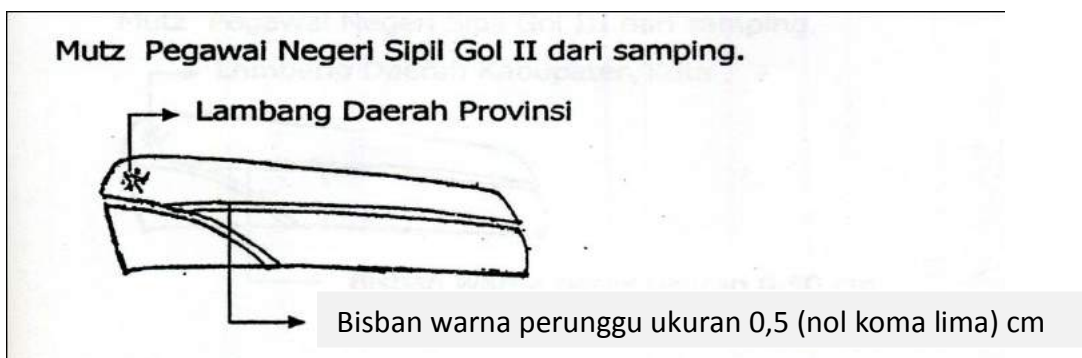 Mutz Pegawai Negeri Sipil Gol II dari samping.
Lambang Daerah Provinsi
Bisban warna perunggu ukuran 0,5 (nol koma lima) cm